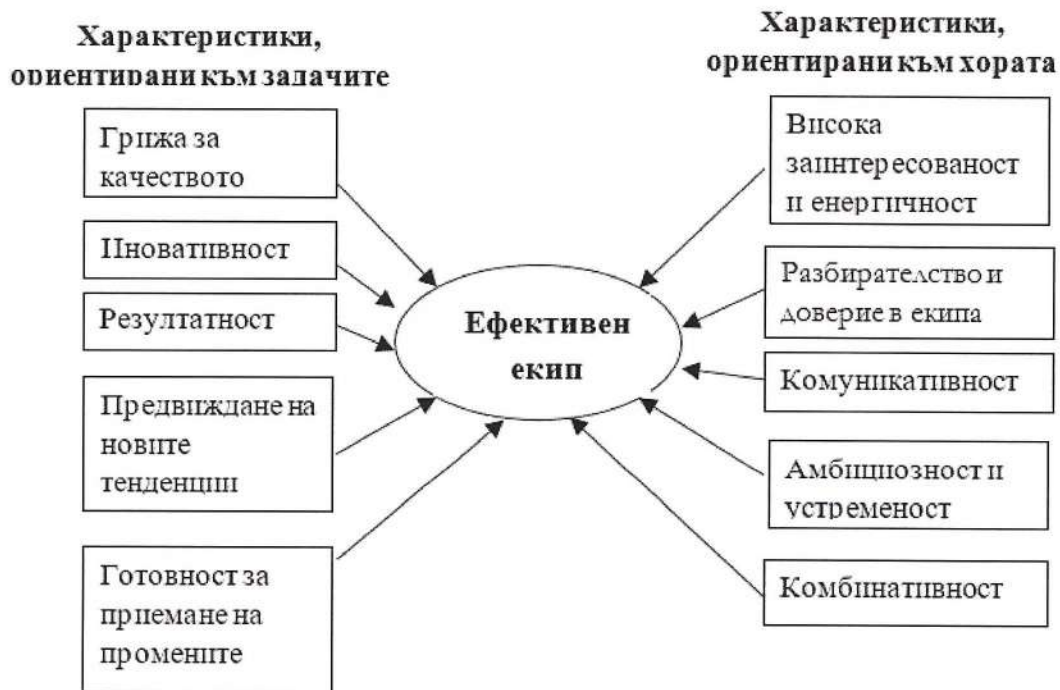 Характеристики,
ориентирани към задачите
Грижа за
качеството
Иновативност
Резултатност
Предвиждане на
новите
тенденции
Готовност за
приемане на
промените
Ефективен
екип
Характеристики,
ориентирани към хората
Висока
заинтересованост
и енергичност
Разбирателство и
доверие в екипа
Комуникативност
Амбициозност и
устременост
Комбинативност